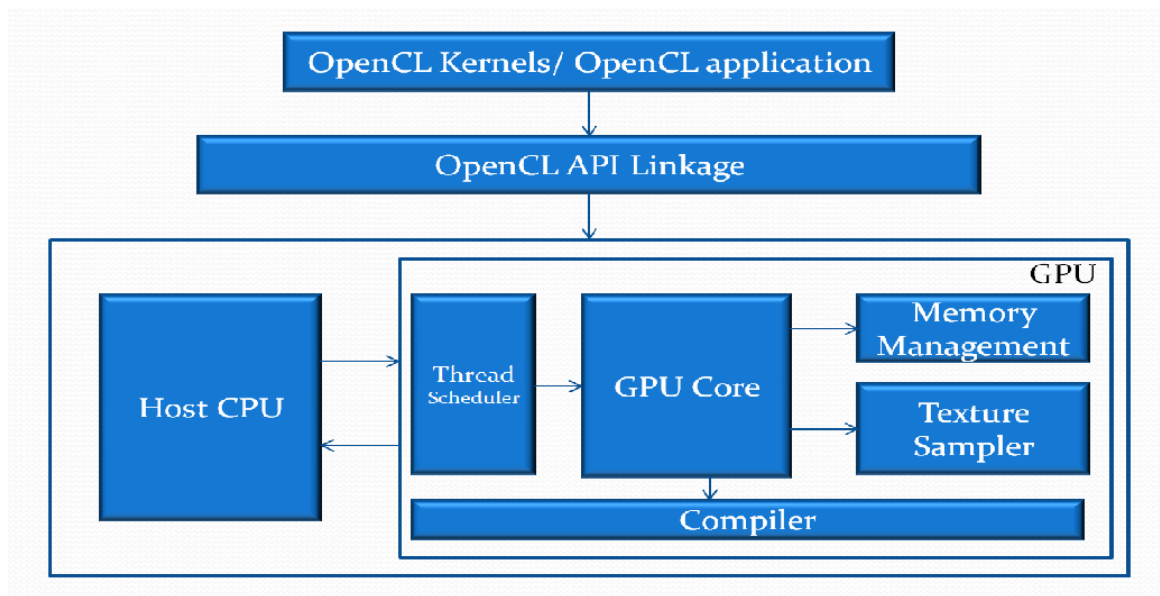 OpenCL Kernels/ OpenCL application
OpenCL API Linkage
GPU
Host CPU
Thread
Scheduler
GPU Core
Memory
Management
Texture
Sampler
Compiler